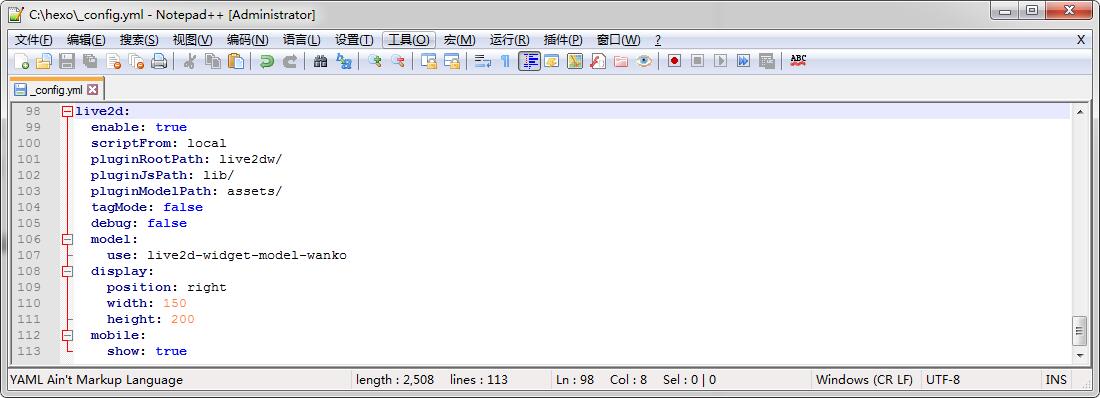 C:\hexo\_config.yml - Notepad++ [Administrator]
文件(F) 编辑(E) 搜索(S) 视图(V) 编码(N) 语言(L) 设置(T) 工具(O) 宏(M) 运行(R) 插件(P) 窗口(W) ? X
ABC
_config.yml
98 live2d:
99 enable: true
100 scriptFrom: local
101 pluginRootPath: live2dw/
102 pluginJsPath: lib/
103 pluginModelPath: assets/
104 tagMode: false
105 debug: false
106 model:
107 use: live2d-widget-model-wanko
108 display:
109 position: right
110 width: 150
111 height: 200
112 mobile:
113 show: true
YAML Ain't Markup Language length : 2,508 lines : 113 Ln : 98 Col : 8 Sel : 0 | 0 Windows (CR LF) UTF-8 INS